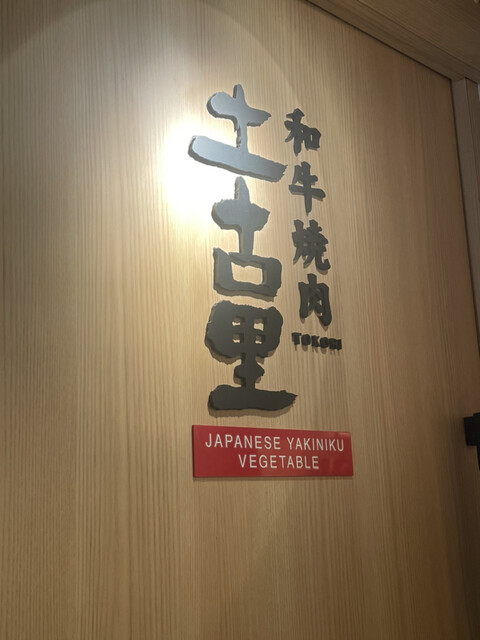 和牛焼肉
土古里
TOKORI
JAPANESE YAKINIKU
VEGETABLE